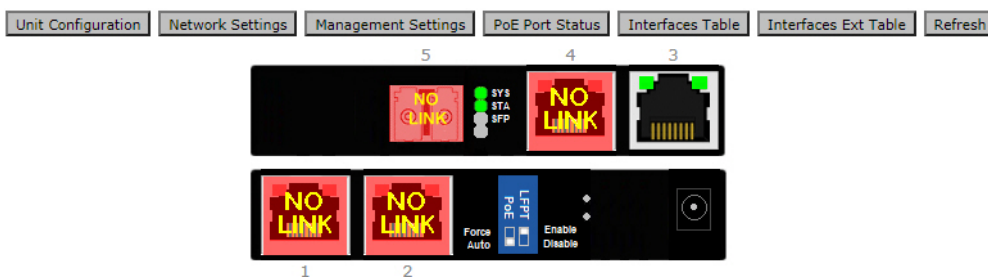 Unit Configuration Network Settings Management Settings PoE Port Status Interfaces Table Interfaces Ext Table Refresh
5 4 3
NO LINK
SYS
STA
SFP
NO LINK
NO LINK
NO LINK
PoE
LFPT
Force
Auto
Enable
Disable
1 2